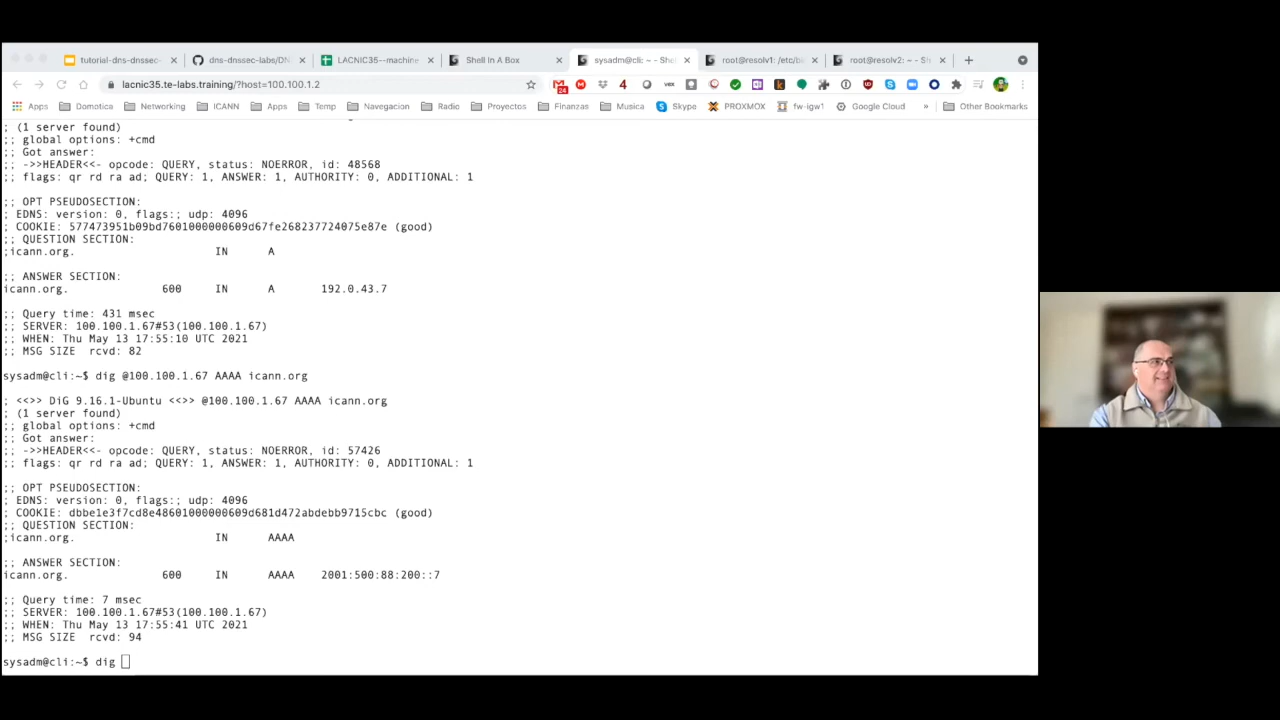 tutorial-dns-dnssec-
dns-dnssec-labs/DN
LACNIC35--machine
Shell In A Box
sysadm@cli: ~ - She
root@resolv1: /etc/bi
root@resolv2: ~ - S
lacnic35.te-labs.training/?host=100.100.1.2
24
4
Apps
Domotica
Networking
ICANN
Apps
Temp
Navegacion
Radio
Proyectos
Finanzas
Musica
Skype
PROXMOX
fw-igw1
Google Cloud
»
Other Bookmarks
; (1 server found)
;; global options: +cmd
;; Got answer:
;; ->>HEADER<<- opcode: QUERY, status: NOERROR, id: 48568
;; flags: qr rd ra ad; QUERY: 1, ANSWER: 1, AUTHORITY: 0, ADDITIONAL: 1
;; OPT PSEUDOSECTION:
; EDNS: version: 0, flags:; udp: 4096
; COOKIE: 577473951b09bd7601000000609d67fe268237724075e87e (good)
;; QUESTION SECTION:
;icann.org. IN A
;; ANSWER SECTION:
icann.org. 600 IN A 192.0.43.7
;; Query time: 431 msec
;; SERVER: 100.100.1.67#53(100.100.1.67)
;; WHEN: Thu May 13 17:55:10 UTC 2021
;; MSG SIZE rcvd: 82
sysadm@cli:~$ dig @100.100.1.67 AAAA icann.org
; <<>> DiG 9.16.1-Ubuntu <<>> @100.100.1.67 AAAA icann.org
; (1 server found)
;; global options: +cmd
;; Got answer:
;; ->>HEADER<<- opcode: QUERY, status: NOERROR, id: 57426
;; flags: qr rd ra ad; QUERY: 1, ANSWER: 1, AUTHORITY: 0, ADDITIONAL: 1
;; OPT PSEUDOSECTION:
; EDNS: version: 0, flags:; udp: 4096
; COOKIE: dbbe1e3f7cd8e48601000000609d681d472abdebb9715cbc (good)
;; QUESTION SECTION:
;icann.org. IN AAAA
;; ANSWER SECTION:
icann.org. 600 IN AAAA 2001:500:88:200::7
;; Query time: 7 msec
;; SERVER: 100.100.1.67#53(100.100.1.67)
;; WHEN: Thu May 13 17:55:41 UTC 2021
;; MSG SIZE rcvd: 94
sysadm@cli:~$ dig